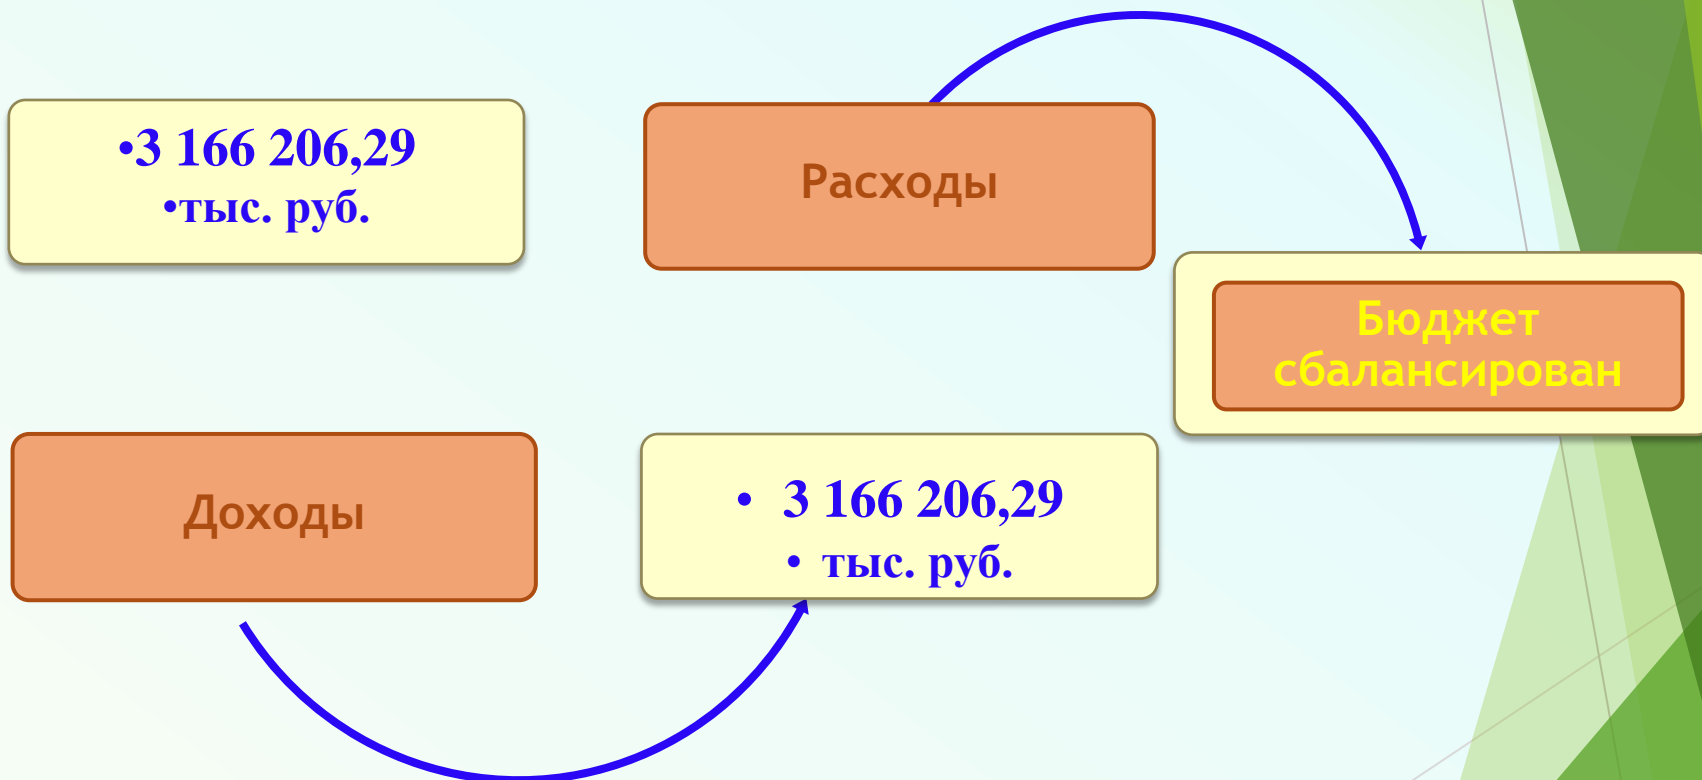 •3 166 206,29
•тыс. руб.
Расходы
Бюджет
сбалансирован
Доходы
• 3 166 206,29
• тыс. руб.